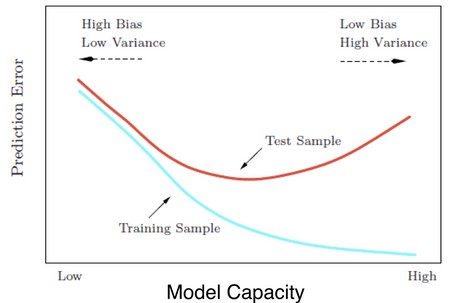 High Bias
Low Variance
Low Bias
High Variance
Prediction Error
Test Sample
Training Sample
Low
High
Model Capacity